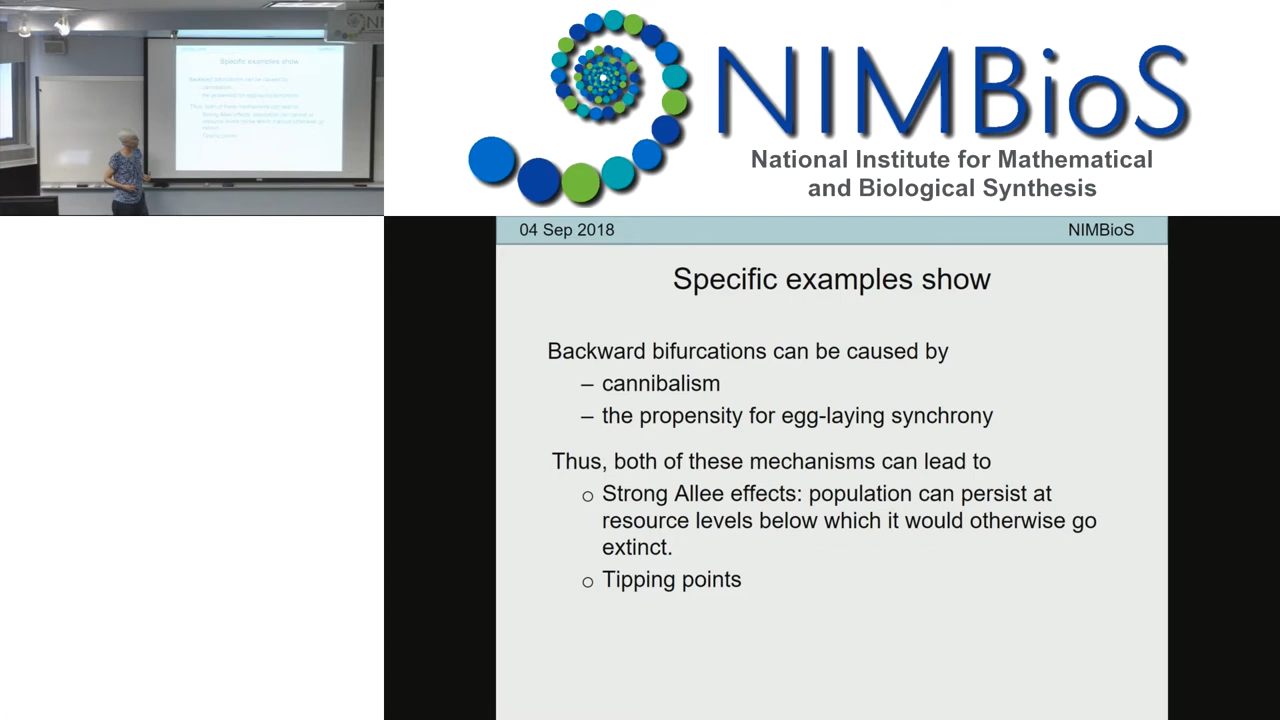 NIMBioS
National Institute for Mathematical
and Biological Synthesis
04 Sep 2018 NIMBioS
Specific examples show
Backward bifurcations can be caused by
– cannibalism
– the propensity for egg-laying synchrony
Thus, both of these mechanisms can lead to
o Strong Allee effects: population can persist at
resource levels below which it would otherwise go
extinct.
o Tipping points